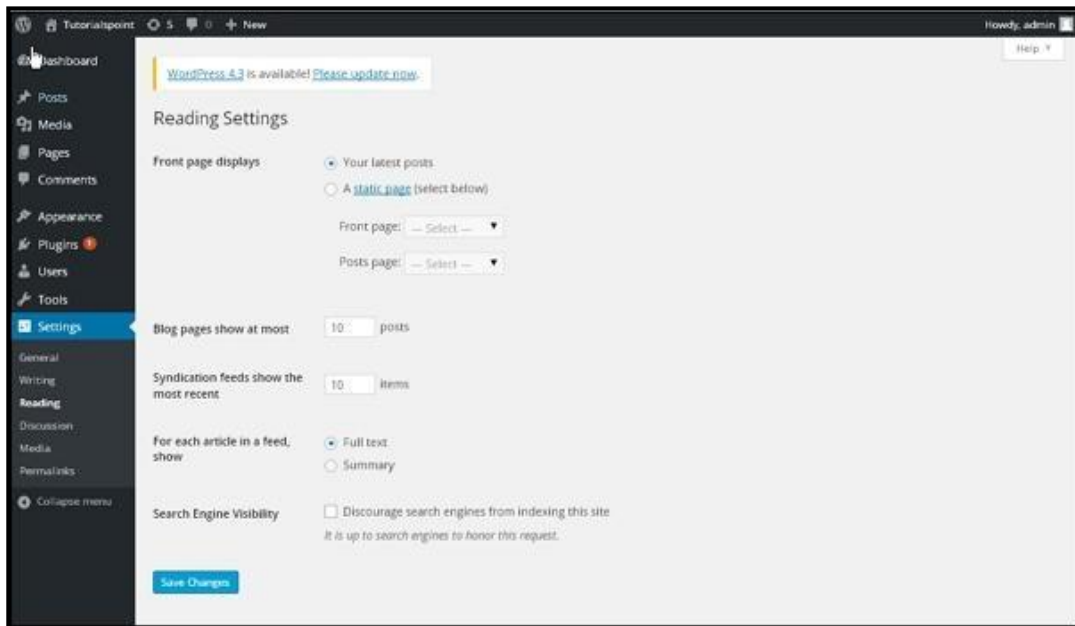 Tutorialspoint 5 0 + New Howdy, admin
Help ▼
Dashboard
Posts
Media
Pages
Comments
Appearance
Plugins 1
Users
Tools
Settings
General
Writing
Reading
Discussion
Media
Permalinks
Collapse menu
WordPress 4.3 is available! Please update now.
Reading Settings
Front page displays
Your latest posts
A static page (select below)
Front page: — Select — ▼
Posts page: — Select — ▼
Blog pages show at most 10 posts
Syndication feeds show the
most recent
10 items
For each article in a feed,
show
Full text
Summary
Search Engine Visibility
Discourage search engines from indexing this site
It is up to search engines to honor this request.
Save Changes